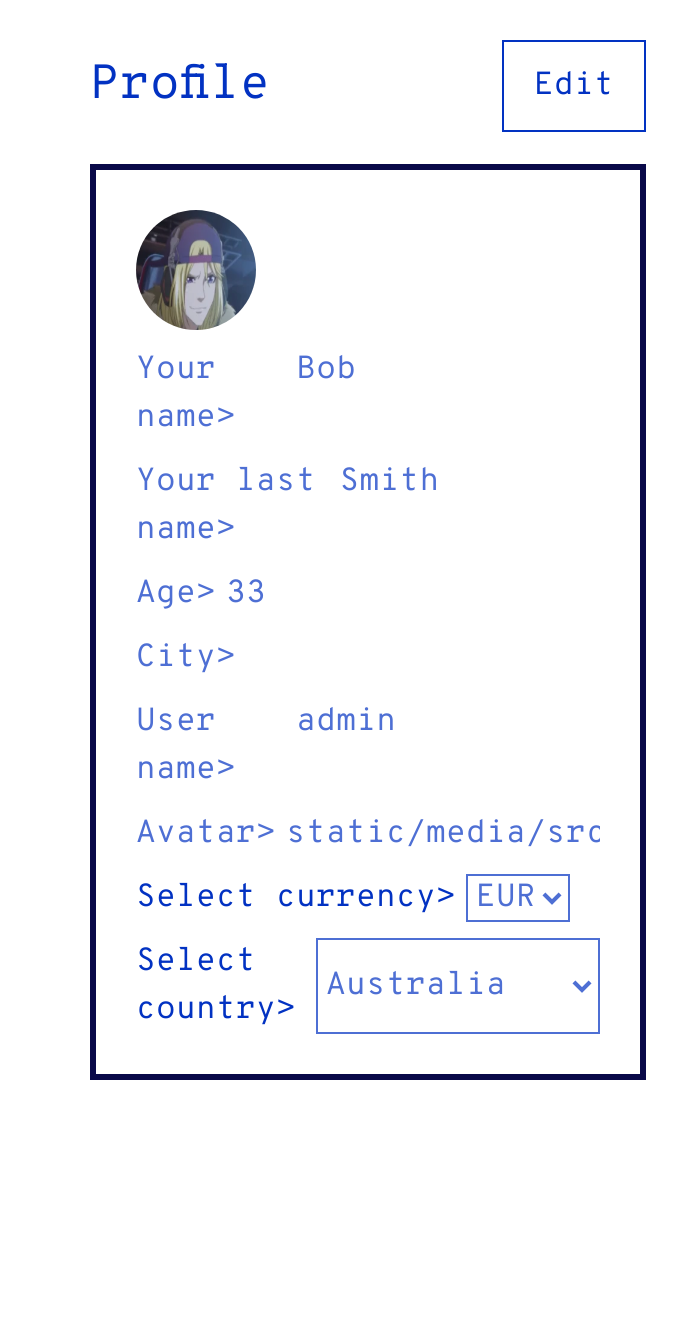 Profile
Edit
Your Bob
name>
Your last Smith
name>
Age> 33
City>
User admin
name>
Avatar> static/media/src
Select currency> EUR
Select
country> Australia